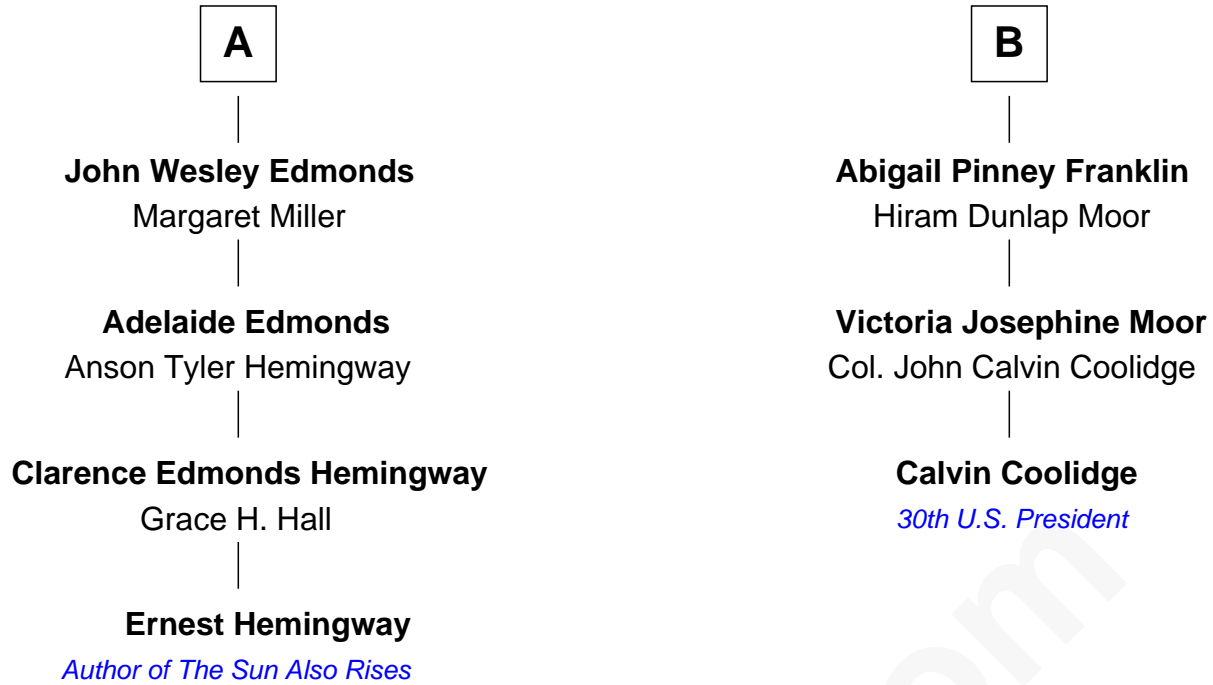 A
John Wesley Edmonds
Margaret Miller
Adelaide Edmonds
Anson Tyler Hemingway
Clarence Edmonds Hemingway
Grace H. Hall
Ernest Hemingway
Author of The Sun Also Rises
B
Abigail Pinney Franklin
Hiram Dunlap Moor
Victoria Josephine Moor
Col. John Calvin Coolidge
Calvin Coolidge
30th U.S. President
om